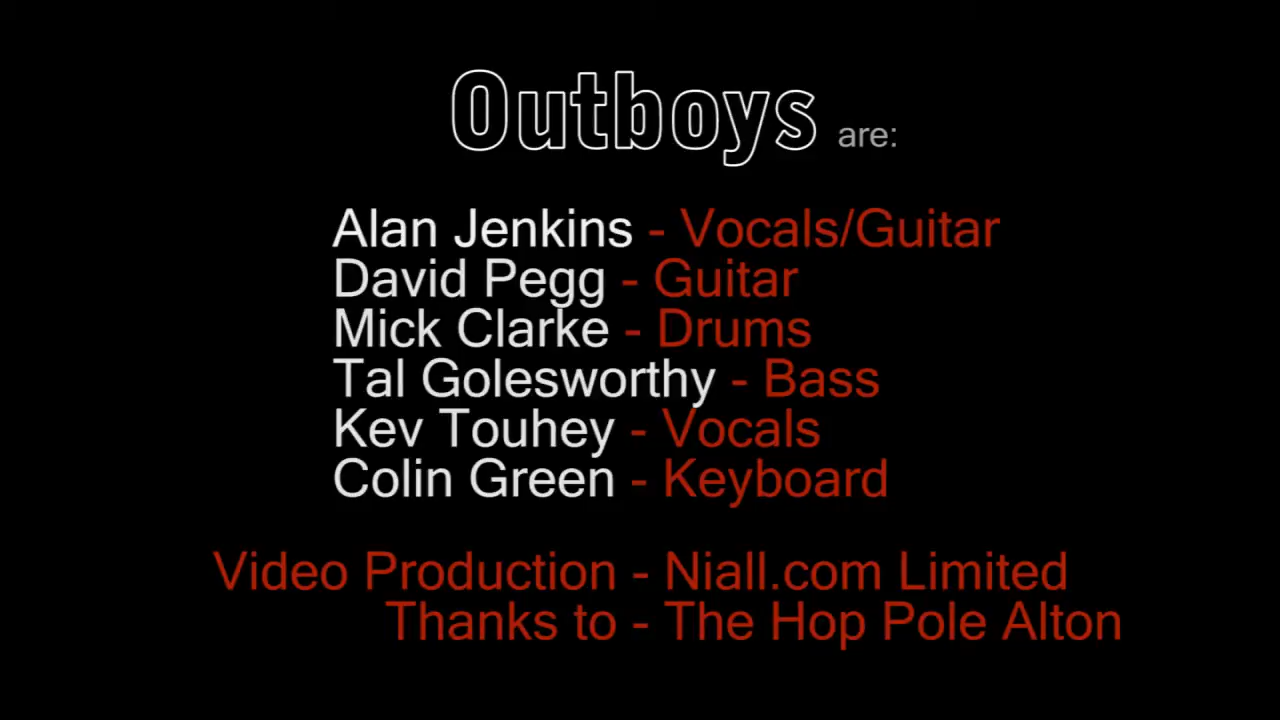 Outboys are:
Alan Jenkins - Vocals/Guitar
David Pegg - Guitar
Mick Clarke - Drums
Tal Golesworthy - Bass
Kev Touhey - Vocals
Colin Green - Keyboard
Video Production - Niall.com Limited
Thanks to - The Hop Pole Alton